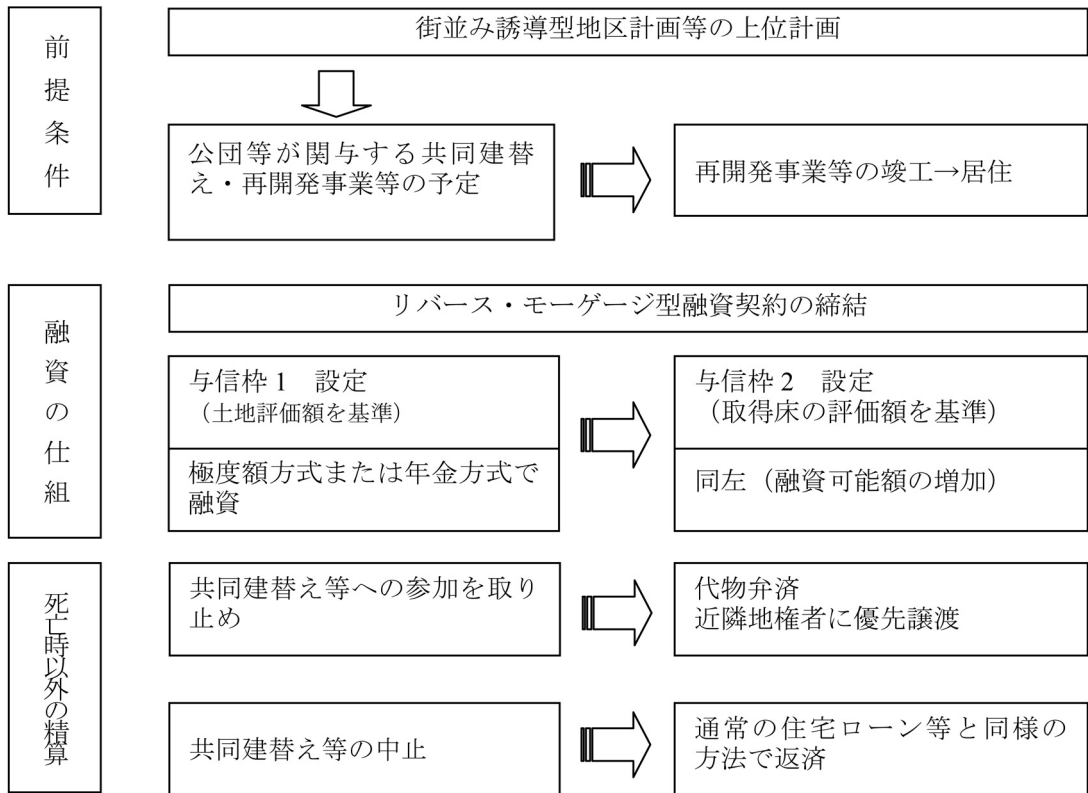 前提条件
街並み誘導型地区計画等の上位計画
公団等が関与する共同建替
え・再開発事業等の予定
再開発事業等の竣工→居住
融資の仕組
リバース・モーゲージ型融資契約の締結
与信枠1　設定
（土地評価額を基準）
与信枠2　設定
（取得床の評価額を基準）
極度額方式または年金方式で
融資
同左（融資可能額の増加）
死亡時以外の精算
共同建替え等への参加を取り
止め
代物弁済
近隣地権者に優先譲渡
共同建替え等の中止
通常の住宅ローン等と同様の
方法で返済